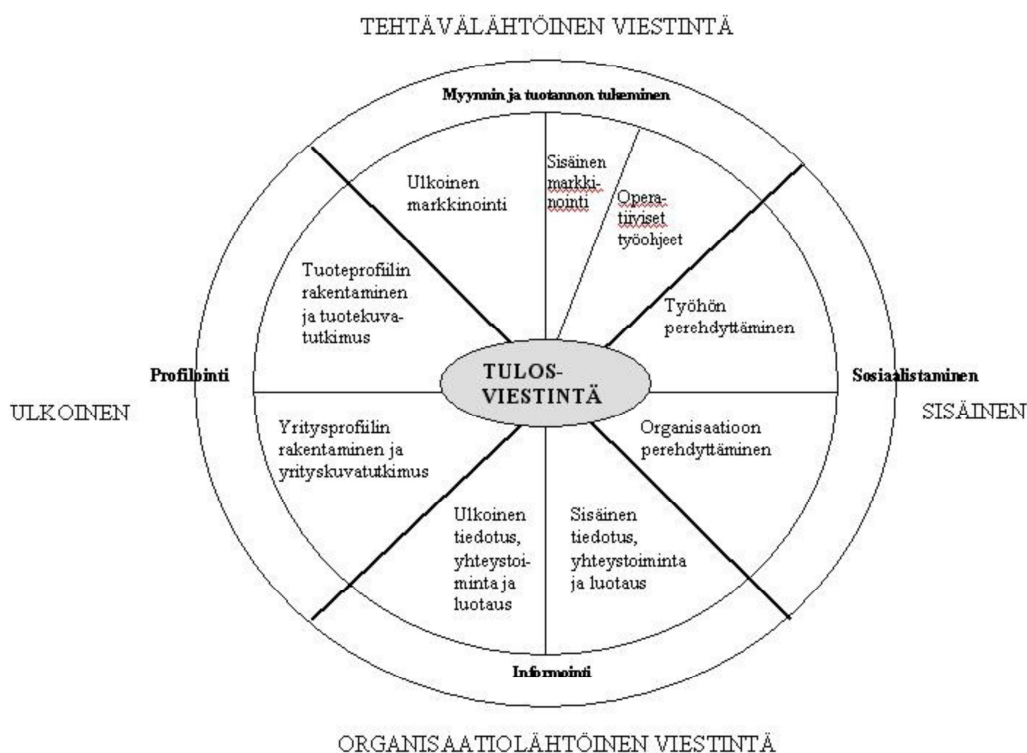 TEHTÄVÄLÄHTÖINEN VIESTINTÄ
Myynnin ja tuotannon tukeminen
Ulkoinen
markkinointi
Sisäinen
markki-
nointi
Opera-
tiiviset
työohjeet
Tuoteprofiilin
rakentaminen
ja tuotekuva-
tutkimus
Työhön
perehdyttäminen
Profilointi
TULOS-
VIESTINTÄ
Sosiaalistaminen
ULKOINEN
SISÄINEN
Yritysprofiilin
rakentaminen ja
yrityskuvatutkimus
Organisaatioon
perehdyttäminen
Ulkoinen
tiedotus,
yhteystoi-
minta ja
luotaus
Sisäinen
tiedotus,
yhteystoiminta
ja luotaus
Informointi
ORGANISAATIOLÄHTÖINEN VIESTINTÄ